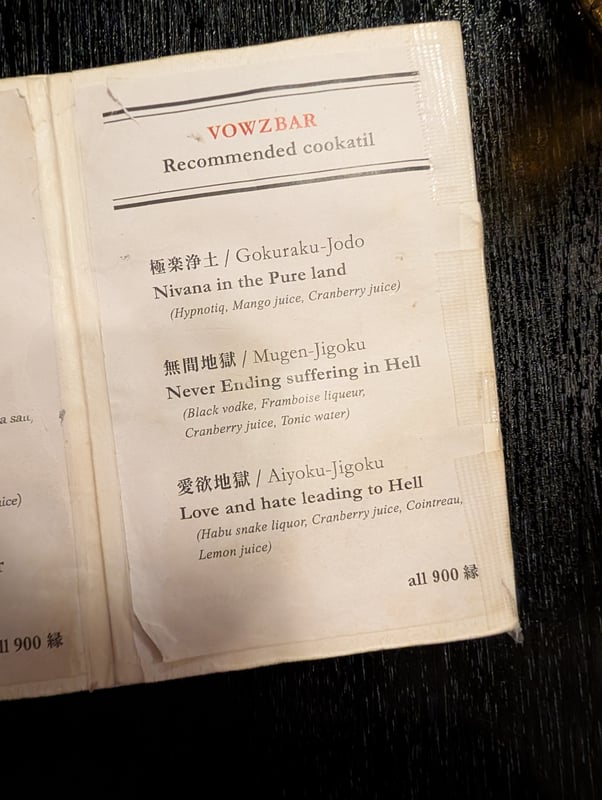 VOWZBAR
Recommended cookatil
極楽浄土 / Gokuraku-Jodo
Nivana in the Pure land
(Hypnotiq, Mango juice, Cranberry juice)
無間地獄 / Mugen-Jigoku
Never Ending suffering in Hell
(Black vodke, Framboise liqueur,
Cranberry juice, Tonic water)
愛欲地獄 / Aiyoku-Jigoku
Love and hate leading to Hell
(Habu snake liquor, Cranberry juice, Cointreau,
Lemon juice)
all 900 縁
900 縁